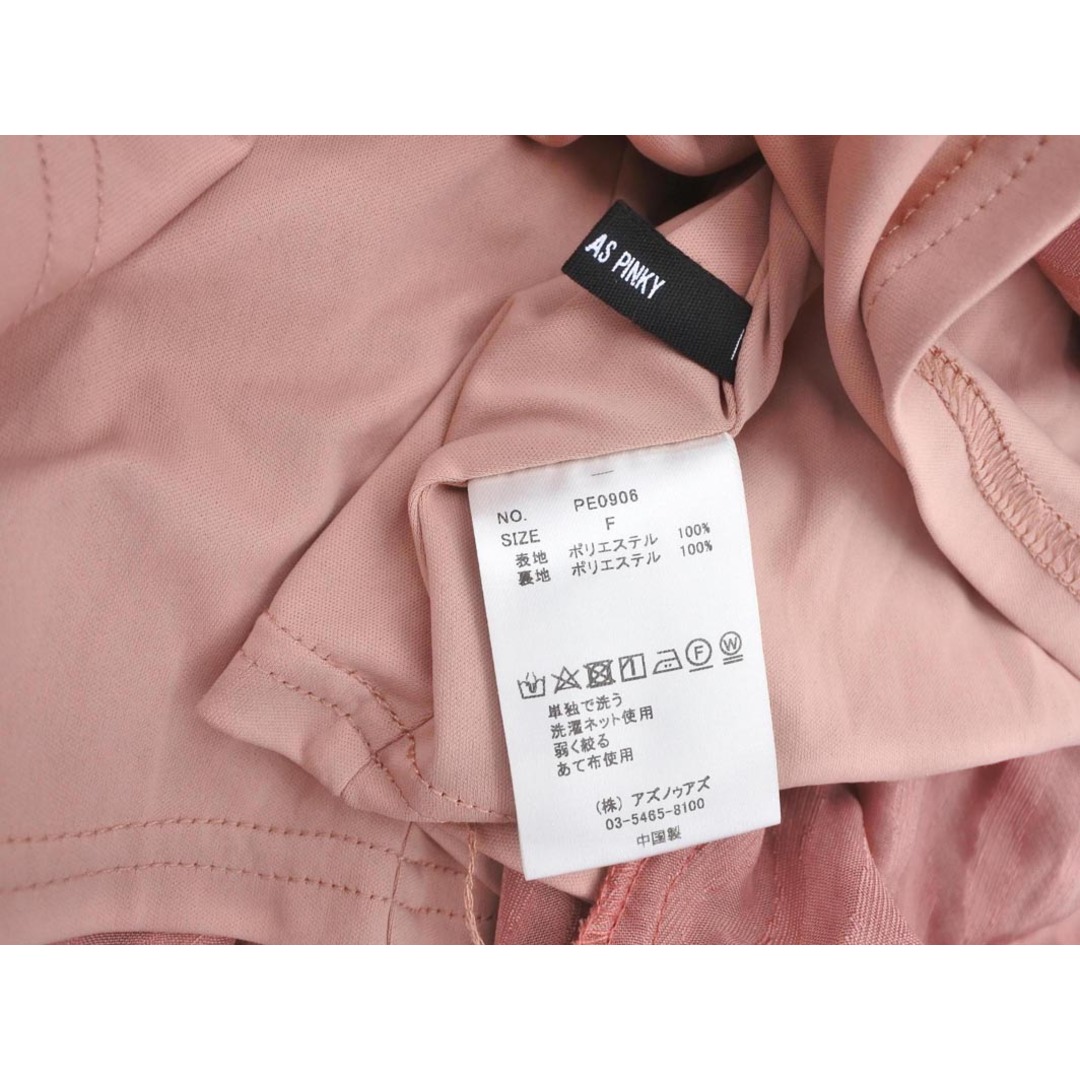 AS PINKY
NO. PE0906
SIZE F
表地 ポリエステル 100%
裏地 ポリエステル 100%
F W
単独で洗う
洗濯ネット使用
弱く絞る
あて布使用
(株) アズノゥアズ
03-5465-8100
中国製